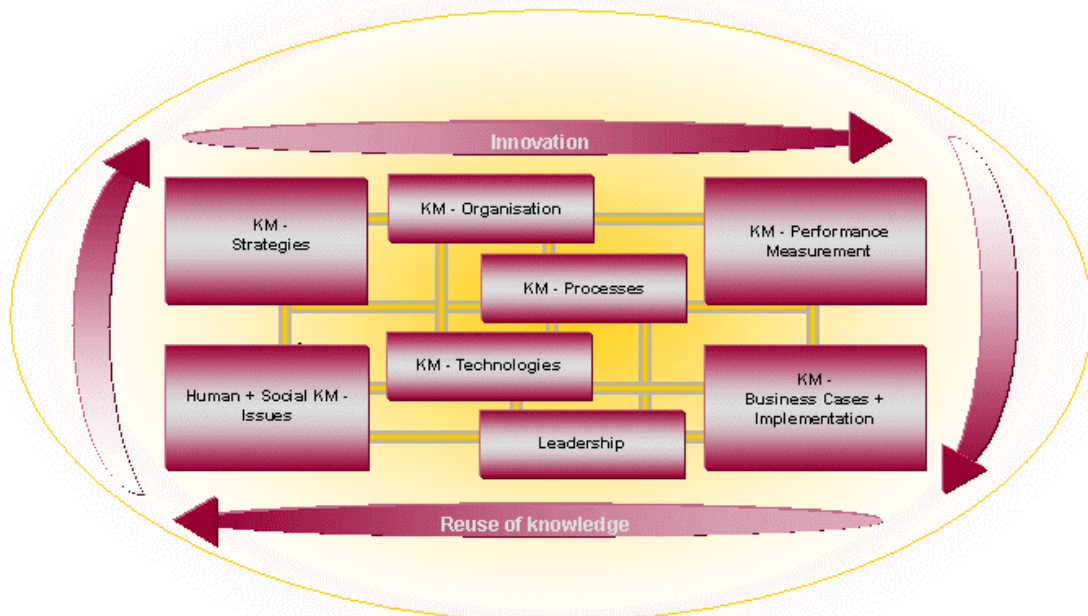 Innovation
KM -
Strategies
KM - Organisation
KM - Performance
Measurement
KM - Processes
KM - Technologies
Human + Social KM -
Issues
KM -
Business Cases +
Implementation
Leadership
Reuse of knowledge